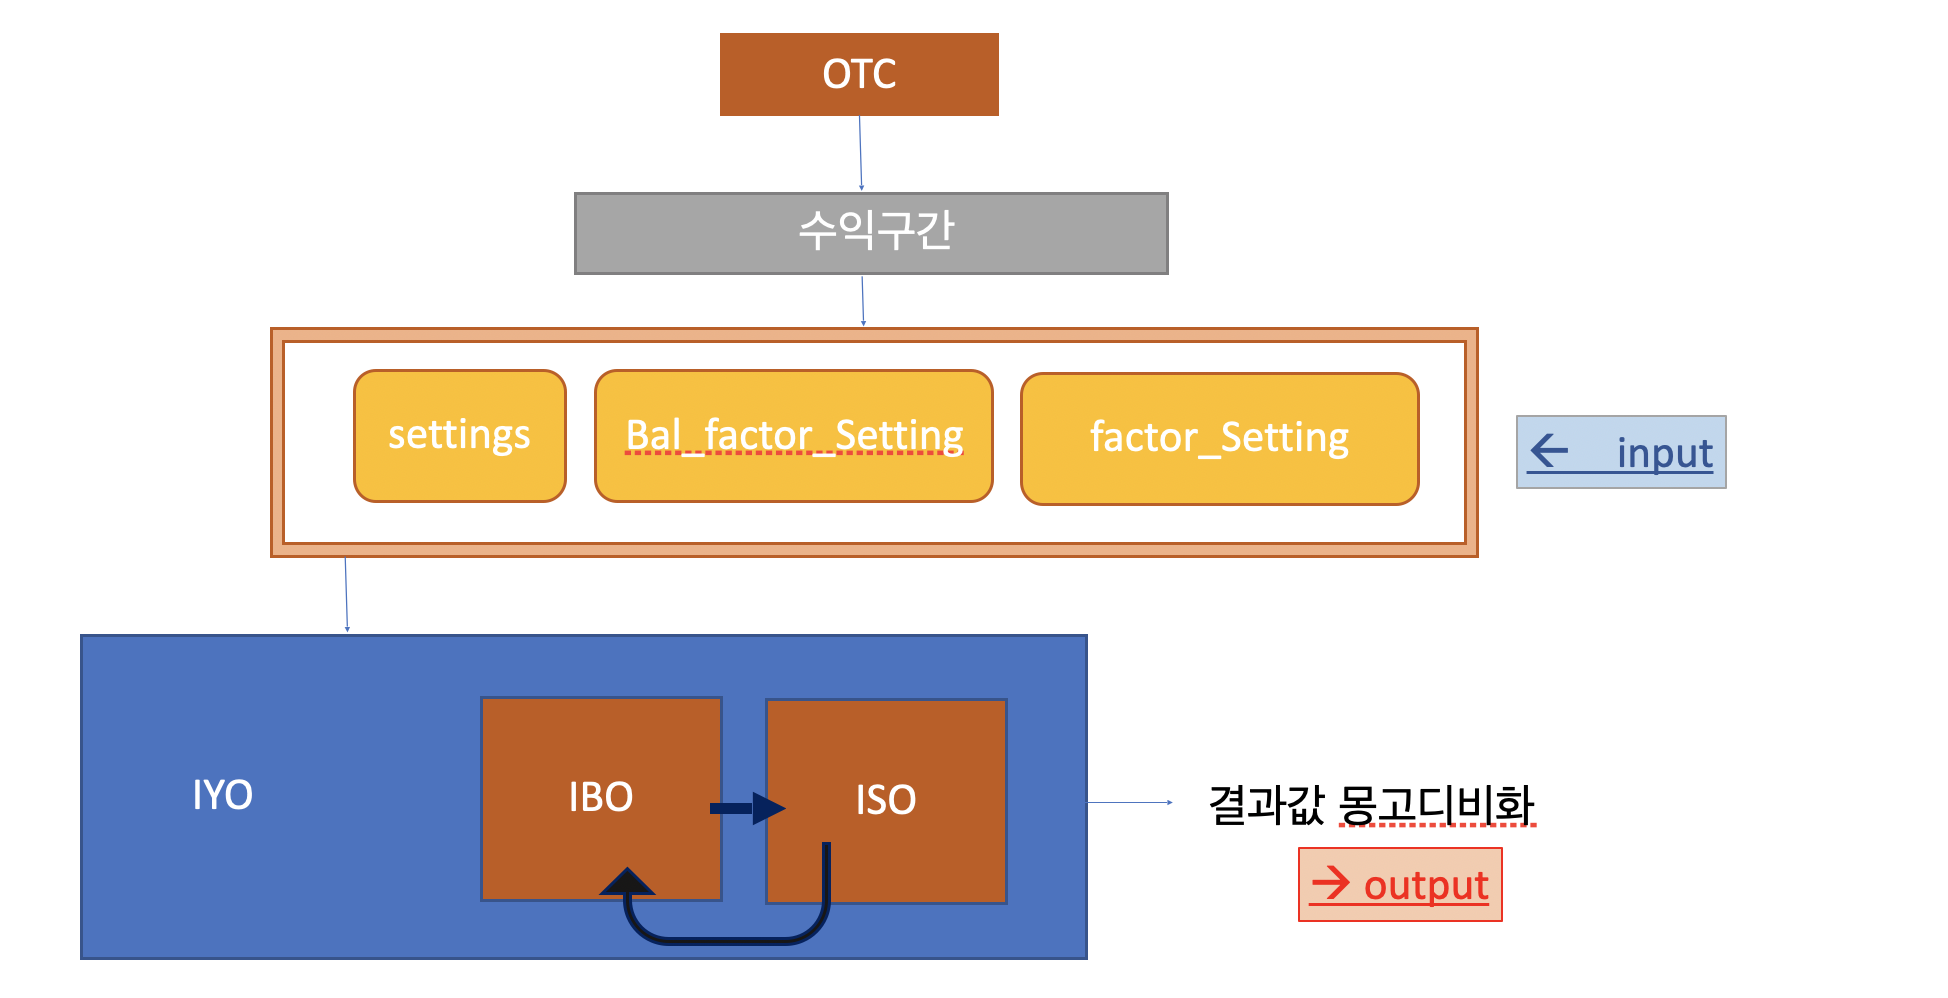 OTC
수익구간
settings
Bal_factor_Setting
factor_Setting
← input
IYO
IBO
ISO
결과값 몽고디비화
→ output